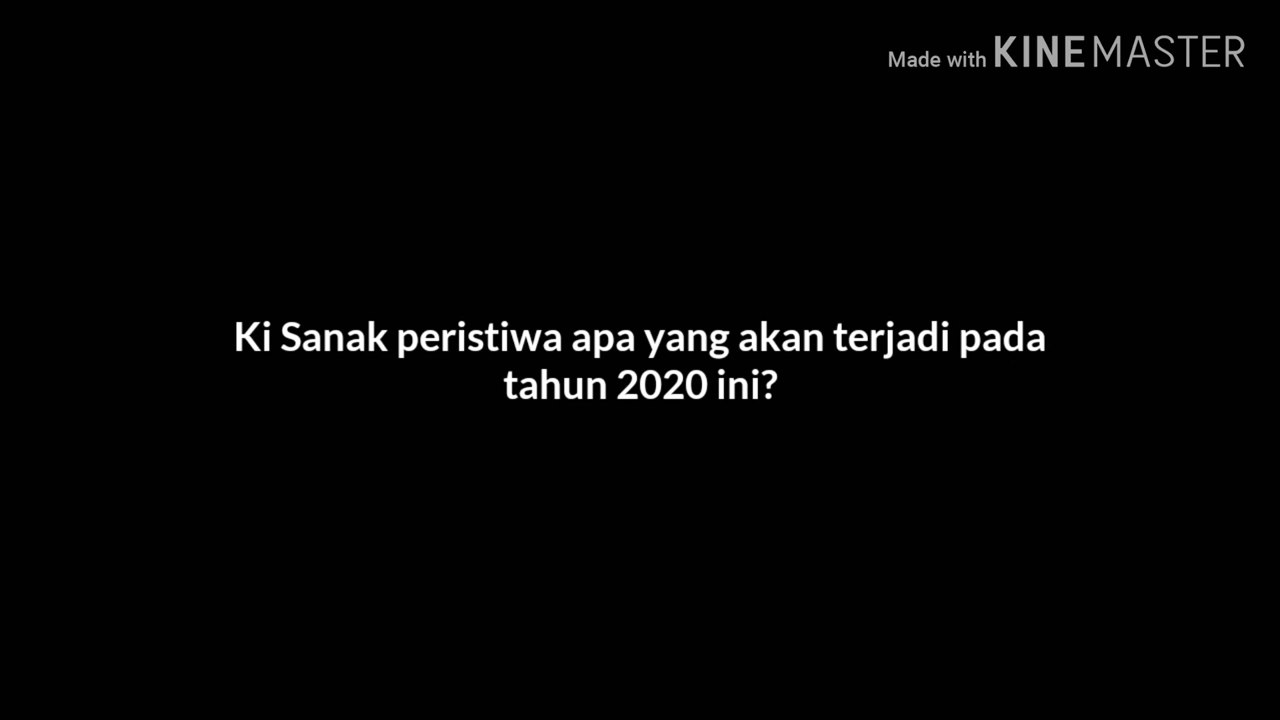 Made with KINEMASTER
Ki Sanak peristiwa apa yang akan terjadi pada
tahun 2020 ini?